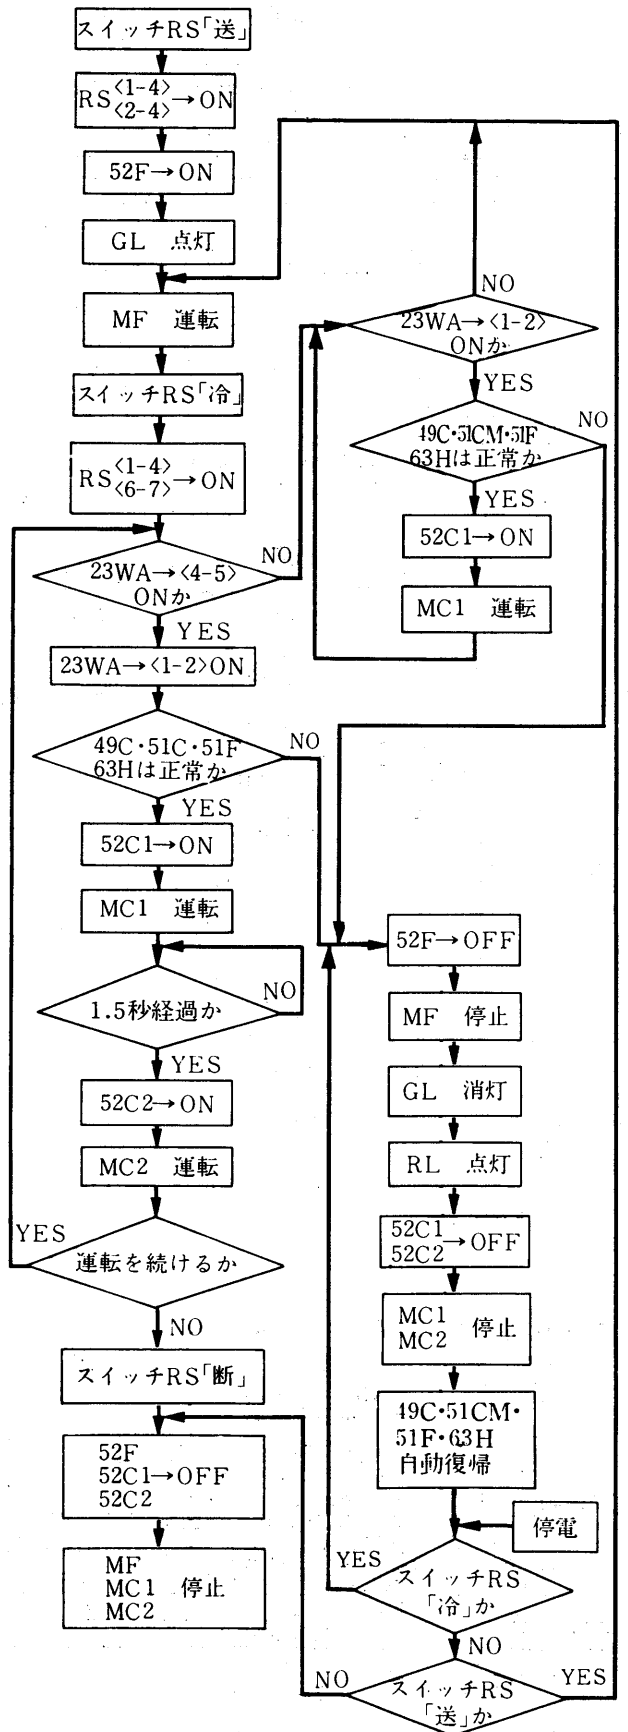 スイッチRS「送」
RS<1-4>
<2-4>→ON
52F→ON
GL 点灯
MF 運転
スイッチRS「冷」
RS<1-4>
<6-7>→ON
23WA→<4-5>
ONか
NO
YES
23WA→<1-2>ON
49C・51C・51F
63Hは正常か
NO
YES
52C1→ON
MC1 運転
1.5秒経過か
NO
YES
52C2→ON
MC2 運転
YES
運転を続けるか
NO
スイッチRS「断」
52F
52C1→OFF
52C2
MF
MC1 停止
MC2
NO
23WA→<1-2>
ONか
YES
NO
49C・51CM・51F
63Hは正常か
YES
52C1→ON
MC1 運転
52F→OFF
MF 停止
GL 消灯
RL 点灯
52C1
52C2→OFF
MC1
MC2 停止
49C・51CM・
51F・63H
自動復帰
停電
YES
スイッチRS
「冷」か
NO
NO
YES
スイッチRS
「送」か